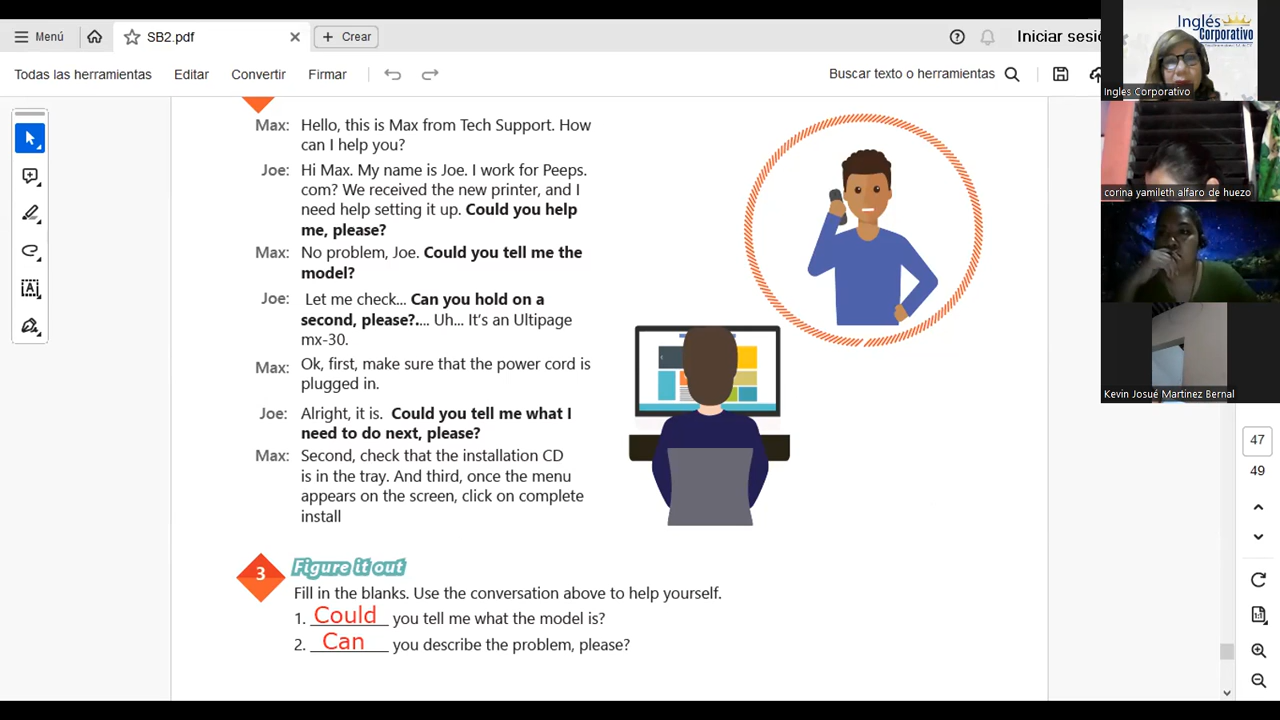 Menú
SB2.pdf
Crear
Iniciar sesi
Todas las herramientas
Editar
Convertir
Firmar
Buscar texto o herramientas
Inglés
Corporativo
Ingles Corporativo
corina yamileth alfaro de huezo
Kevin Josué Martinez Bernal
Max: Hello, this is Max from Tech Support. How
can I help you?
Joe: Hi Max. My name is Joe. I work for Peeps.
com? We received the new printer, and I
need help setting it up. Could you help
me, please?
Max: No problem, Joe. Could you tell me the
model?
Joe: Let me check... Can you hold on a
second, please?.... Uh... It's an Ultipage
mx-30.
Max: Ok, first, make sure that the power cord is
plugged in.
Joe: Alright, it is. Could you tell me what I
need to do next, please?
Max: Second, check that the installation CD
is in the tray. And third, once the menu
appears on the screen, click on complete
install
3 Figure it out
Fill in the blanks. Use the conversation above to help yourself.
1. Could you tell me what the model is?
2. Can you describe the problem, please?
47
49